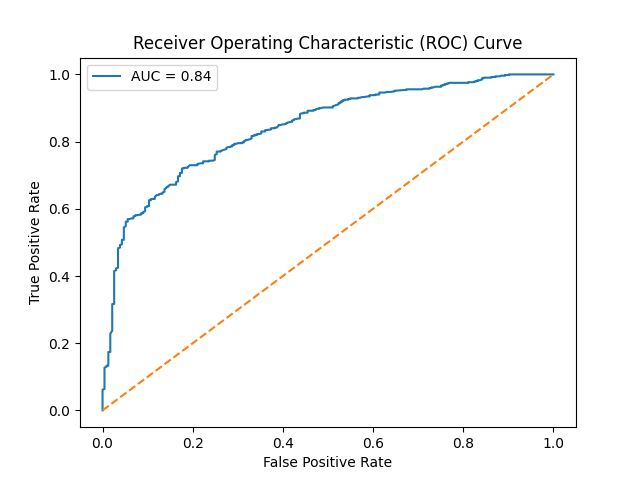 Receiver Operating Characteristic (ROC) Curve
AUC = 0.84
True Positive Rate
1.0
0.8
0.6
0.4
0.2
0.0
0.0 0.2 0.4 0.6 0.8 1.0
False Positive Rate